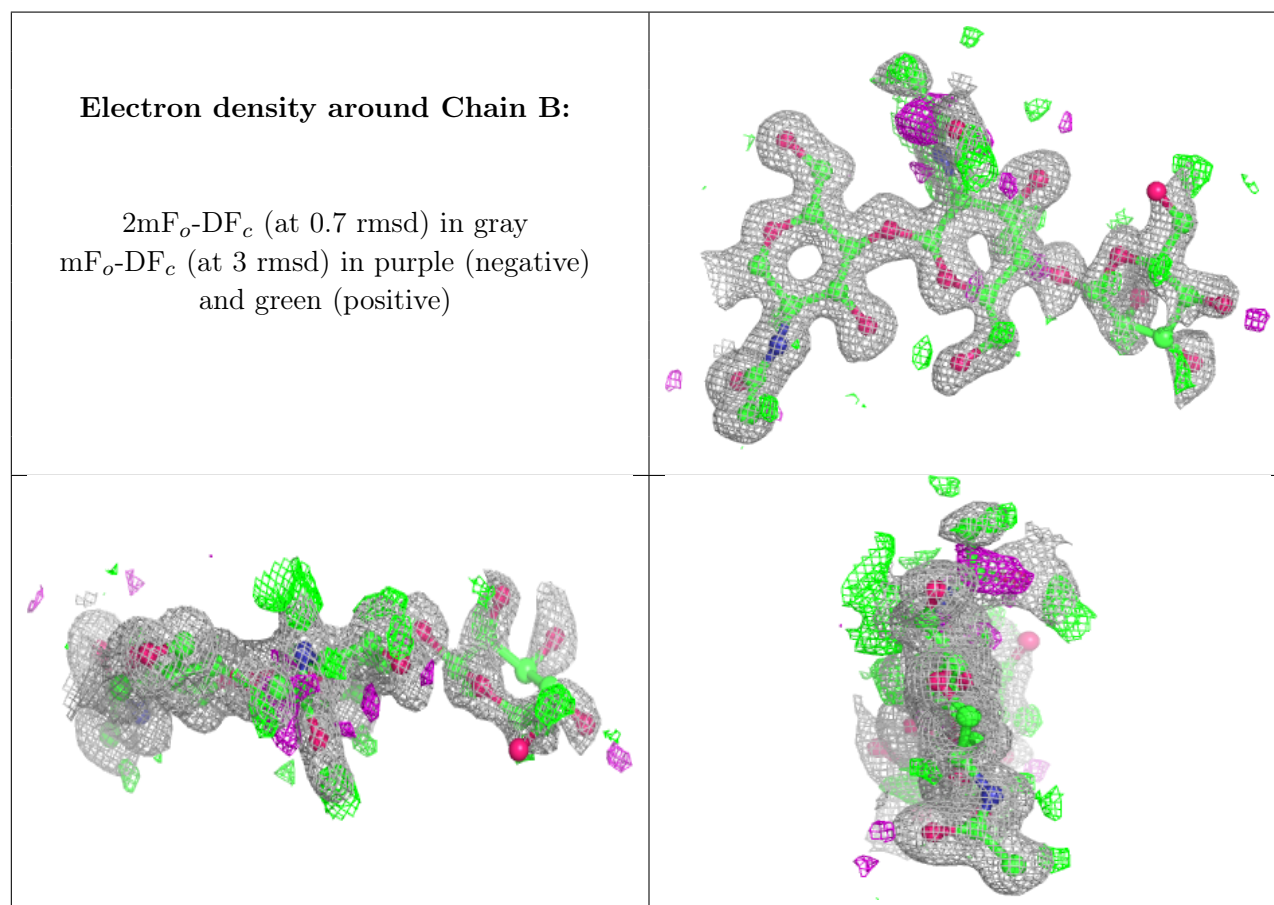 Electron density around Chain B:
2mFₒ-DF𝒸 (at 0.7 rmsd) in gray
mFₒ-DF𝒸 (at 3 rmsd) in purple (negative)
and green (positive)